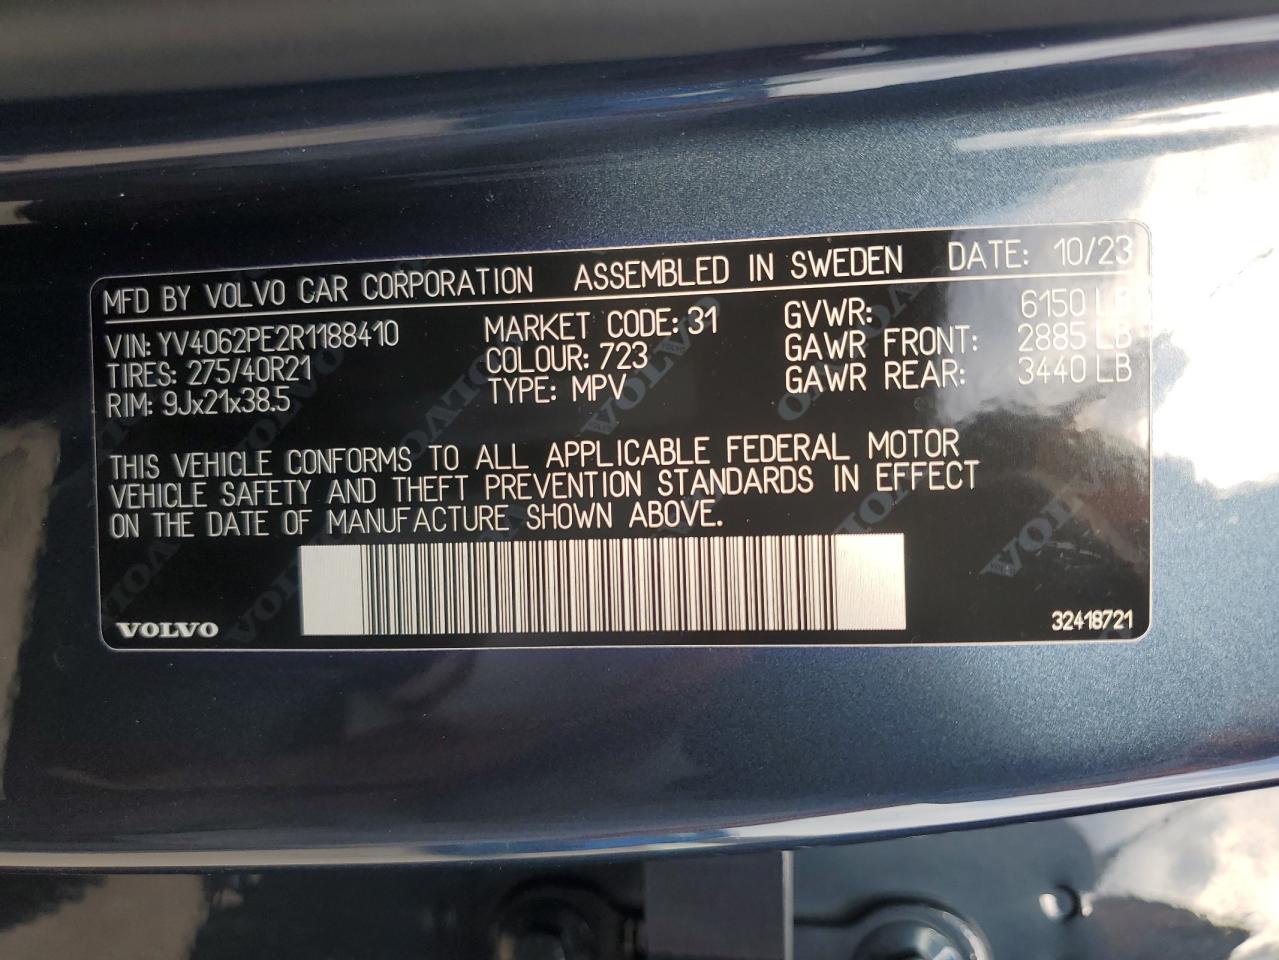 MFD BY VOLVO CAR CORPORATION ASSEMBLED IN SWEDEN DATE: 10/23
VIN: YV4062PE2R1188410 MARKET CODE: 31 GVWR: 6150 LB
TIRES: 275/40R21 COLOUR: 723 GAWR FRONT: 2885 LB
RIM: 9Jx21x38.5 TYPE: MPV GAWR REAR: 3440 LB
THIS VEHICLE CONFORMS TO ALL APPLICABLE FEDERAL MOTOR
VEHICLE SAFETY AND THEFT PREVENTION STANDARDS IN EFFECT
ON THE DATE OF MANUFACTURE SHOWN ABOVE.
VOLVO 32418721